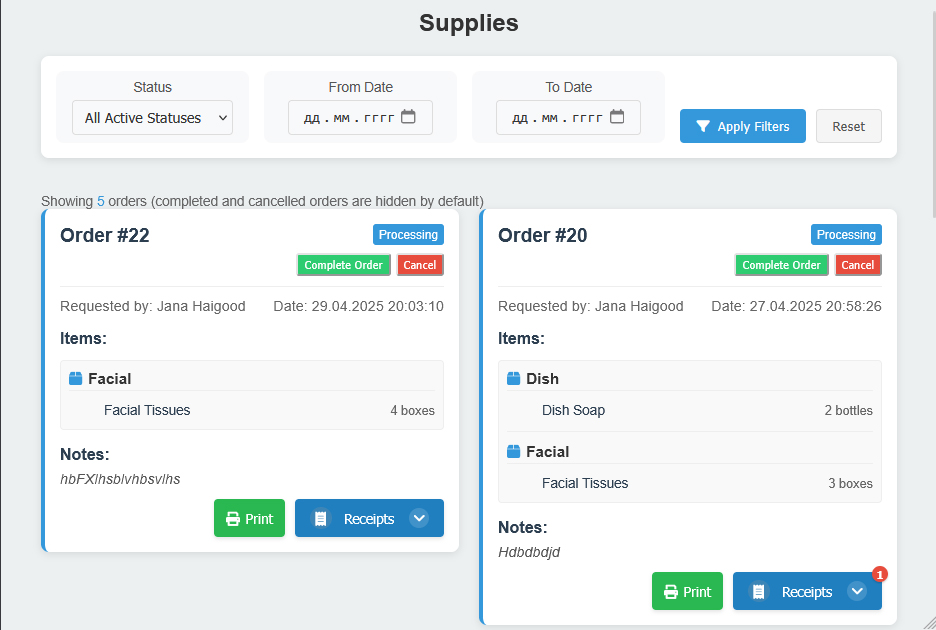 Supplies
Status
From Date
To Date
All Active Statuses
дд . мм . гггг
дд . мм . гггг
Apply Filters
Reset
Showing 5 orders (completed and cancelled orders are hidden by default)
Order #22
Processing
Complete Order
Cancel
Requested by: Jana Haigood
Date: 29.04.2025 20:03:10
Items:
Facial
Facial Tissues
4 boxes
Notes:
Print
Receipts
Order #20
Processing
Complete Order
Cancel
Requested by: Jana Haigood
Date: 27.04.2025 20:58:26
Items:
Dish
Dish Soap
2 bottles
Facial
Facial Tissues
3 boxes
Notes:
Hdbdbdjd
Print
Receipts
1